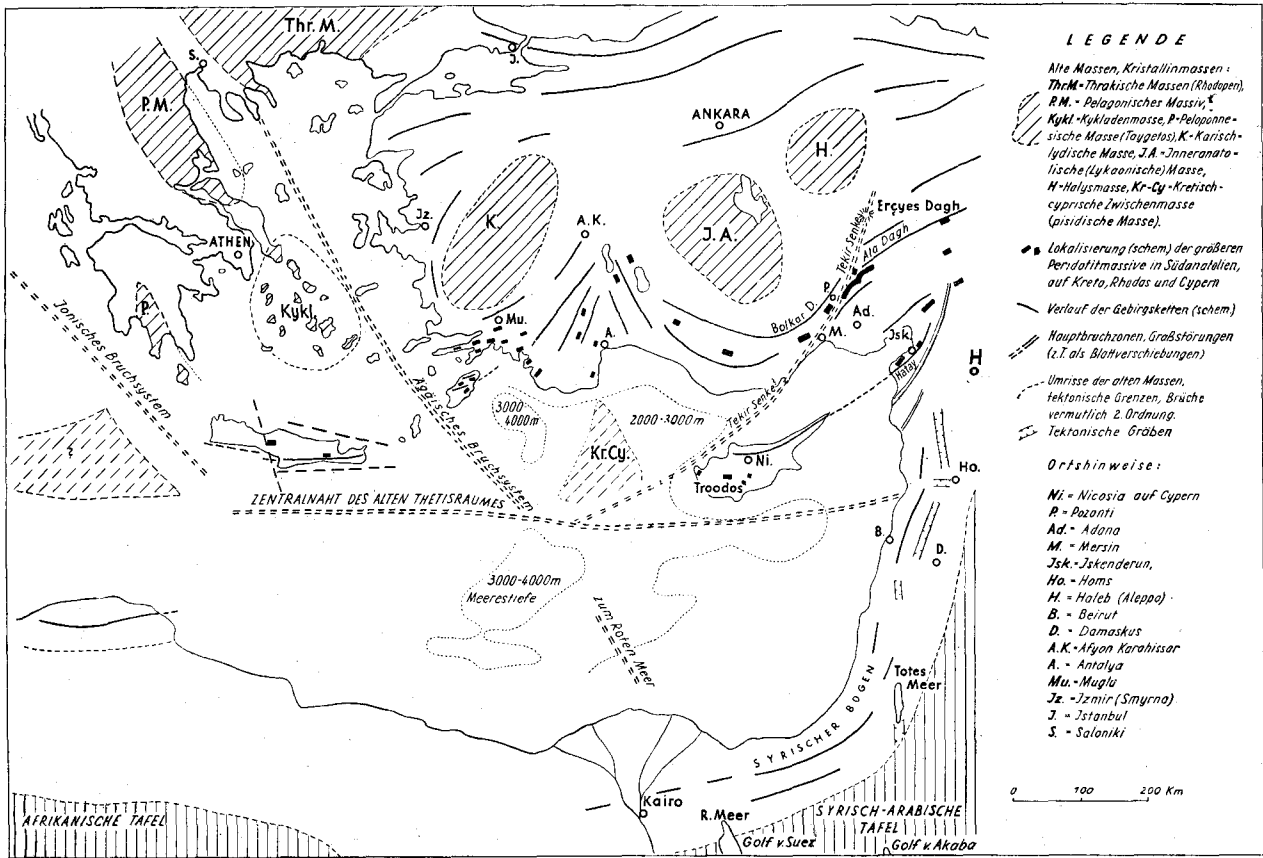 Thr. M.
S.
J.
P. M.
ANKARA
H.
Erçyes Dagh
Jz.
K.
A.K.
J. A.
Tekir Senke
Ala Dagh
ATHEN
Kykl.
P.
Bolkar D.
P.
Ad.
Mu.
A.
M.
Jsk.
Hatay
H
Jonisches Bruchsystem
Ägäisches Bruchsystem
3000-
4000m
2000-3000m
Tekir Senke
Kr.Cy.
Ni.
Troodos
Ho.
ZENTRALNAHT DES ALTEN THETISRAUMES
B.
D.
3000-4000m
Meerestiefe
zum Roten Meer
Totes
Meer
SYRISCHER BOGEN
Kairo
R. Meer
AFRIKANISCHE TAFEL
SYRISCH-ARABISCHE
TAFEL
Golf v. Suez
Golf v. Akaba
LEGENDE
Alte Massen, Kristallinmassen:
Thr.M-Thrakische Massen (Rhodopen),
P.M. = Pelagonisches Massiv,
Kykl.-Kykladenmasse, P-Peloponne-
sische Masse (Taygetos), K-Karisch-
lydische Masse, J.A.-Inneranato-
lische (Lykaonische) Masse,
H-Halysmasse, Kr-Cy-Kretisch-
cyprische Zwischenmasse
(pisidische Masse).
Lokalisierung (schem.) der größeren
Peridotitmassive in Südanatolien,
auf Kreta, Rhodos und Cypern
Verlauf der Gebirgsketten (schem.)
Hauptbruchzonen, Großstörungen
(z.T. als Blattverschiebungen)
Umrisse der alten Massen,
tektonische Grenzen, Brüche
vermutlich 2. Ordnung.
Tektonische Gräben
Ortshinweise:
Ni. = Nicosia auf Cypern
P. = Pozanti
Ad. = Adana
M. = Mersin
Jsk. = Jskenderun,
Ho. = Homs
H. = Haleb (Aleppo)
B. = Beirut
D. = Damaskus
A.K.=Afyon Karahissar
A. = Antalya
Mu.=Mugla
Jz. =Jzmir (Smyrna)
J. = Jstanbul
S. = Saloniki
0 100 200 Km